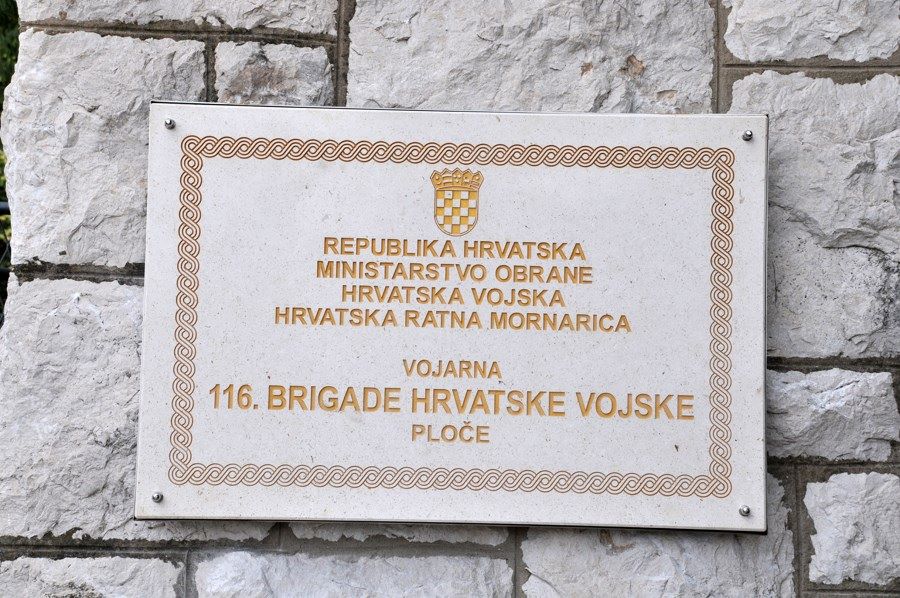 REPUBLIKA HRVATSKA
MINISTARSTVO OBRANE
HRVATSKA VOJSKA
HRVATSKA RATNA MORNARICA
VOJARNA
116. BRIGADE HRVATSKE VOJSKE
PLOČE